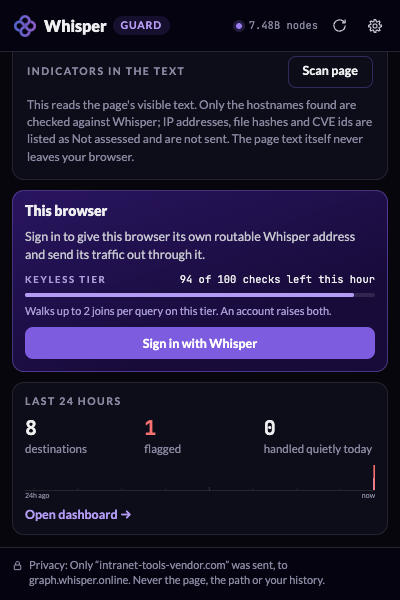 Whisper GUARD 7.48B nodes
INDICATORS IN THE TEXT Scan page
This reads the page's visible text. Only the hostnames found are
checked against Whisper; IP addresses, file hashes and CVE ids are
listed as Not assessed and are not sent. The page text itself never
leaves your browser.
This browser
Sign in to give this browser its own routable Whisper address
and send its traffic out through it.
KEYLESS TIER 94 of 100 checks left this hour
Walks up to 2 joins per query on this tier. An account raises both.
Sign in with Whisper
LAST 24 HOURS
8 1 0
destinations flagged handled quietly today
24h ago now
Open dashboard →
Privacy: Only “intranet-tools-vendor.com” was sent, to
graph.whisper.online. Never the page, the path or your history.